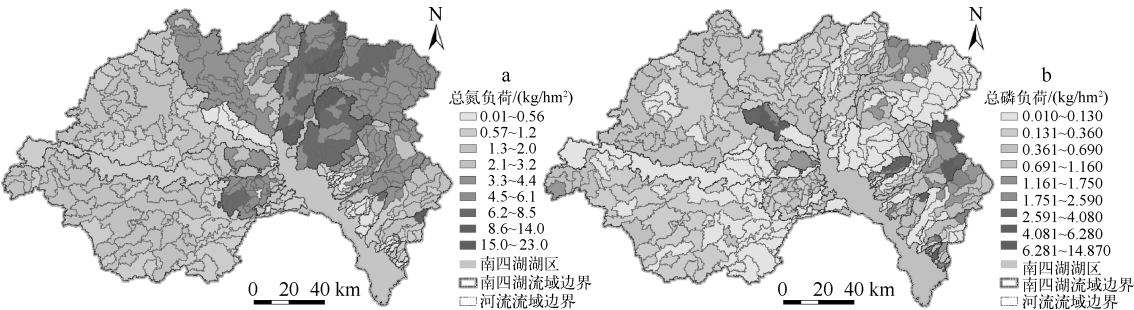 N
a
总氮负荷/(kg/hm²)
0.01~0.56
0.57~1.2
1.3~2.0
2.1~3.2
3.3~4.4
4.5~6.1
6.2~8.5
8.6~14.0
15.0~23.0
南四湖湖区
南四湖流域边界
河流流域边界
0 20 40 km
N
b
总磷负荷/(kg/hm²)
0.010~0.130
0.131~0.360
0.361~0.690
0.691~1.160
1.161~1.750
1.751~2.590
2.591~4.080
4.081~6.280
6.281~14.870
南四湖湖区
南四湖流域边界
河流流域边界
0 20 40 km